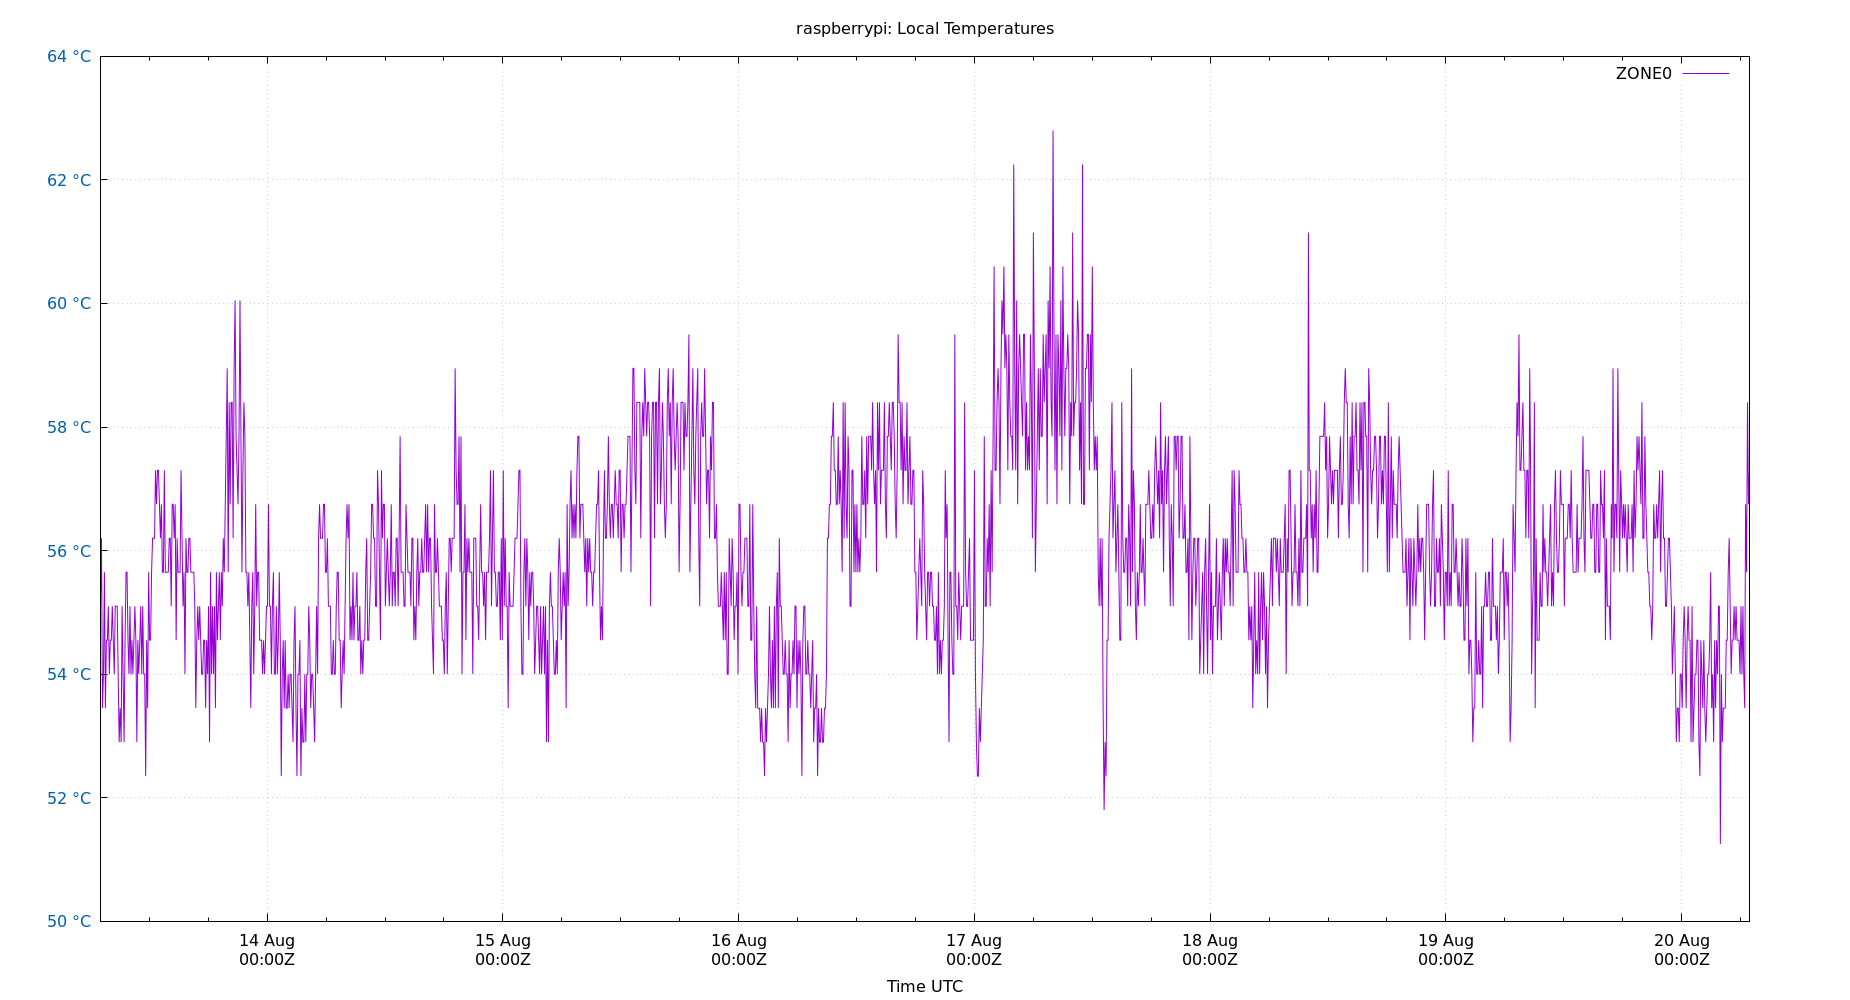 raspberrypi: Local Temperatures
64 °C
ZONE0
62 °C
60 °C
58 °C
56 °C
54 °C
52 °C
50 °C
14 Aug 15 Aug 16 Aug 17 Aug 18 Aug 19 Aug 20 Aug
00:00Z 00:00Z 00:00Z 00:00Z 00:00Z 00:00Z 00:00Z
Time UTC